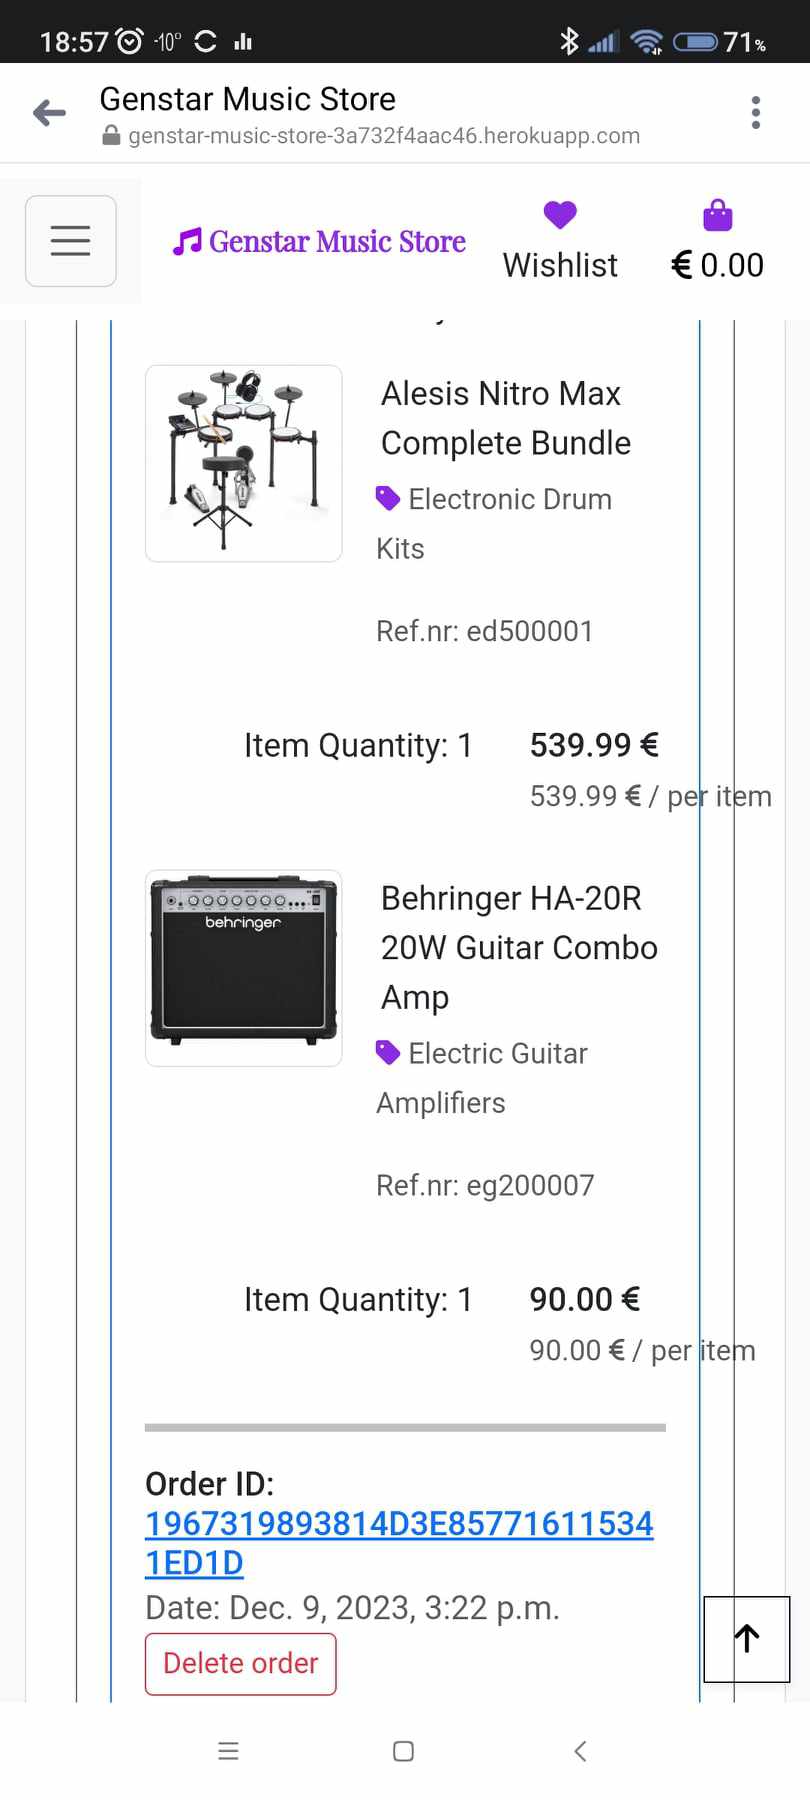 18:57 -10° 71%
Genstar Music Store
genstar-music-store-3a732f4aac46.herokuapp.com
Genstar Music Store
Wishlist
€ 0.00
Alesis Nitro Max
Complete Bundle
Electronic Drum
Kits
Ref.nr: ed500001
Item Quantity: 1 539.99 €
539.99 € / per item
behringer
Behringer HA-20R
20W Guitar Combo
Amp
Electric Guitar
Amplifiers
Ref.nr: eg200007
Item Quantity: 1 90.00 €
90.00 € / per item
Order ID:
1967319893814D3E85771611534
1ED1D
Date: Dec. 9, 2023, 3:22 p.m.
Delete order